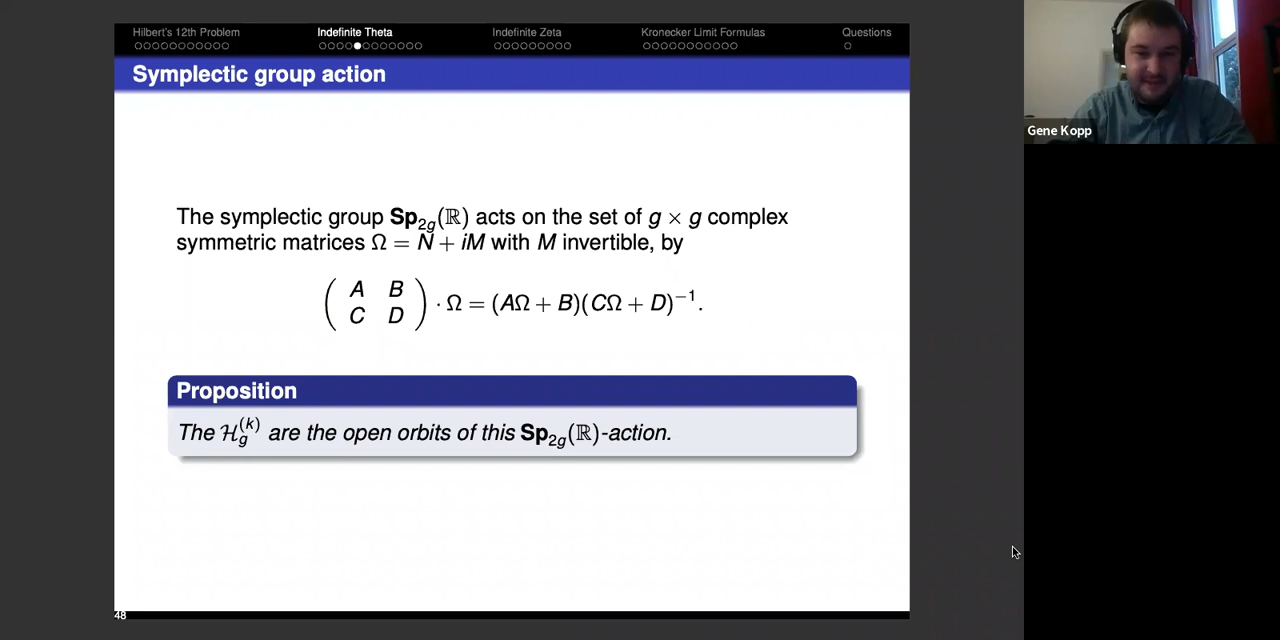 Hilbert's 12th Problem Indefinite Theta Indefinite Zeta Kronecker Limit Formulas Questions
Symplectic group action
Gene Kopp
The symplectic group Sp₂g(ℝ) acts on the set of g × g complex
symmetric matrices Ω = N + iM with M invertible, by
( A B
C D ) · Ω = (AΩ + B)(CΩ + D)⁻¹.
Proposition
The ℋg^(k) are the open orbits of this Sp₂g(ℝ)-action.
48